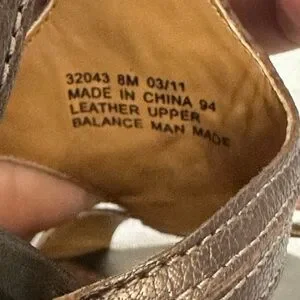 32043 8M 03/11
MADE IN CHINA 94
LEATHER UPPER
BALANCE MAN MADE